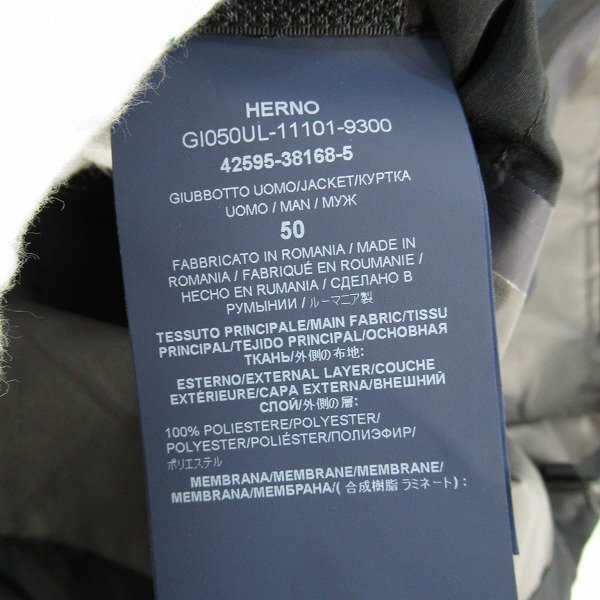 HERNO
GI050UL-11101-9300
42595-38168-5
GIUBBOTTO UOMO/JACKET/КУРТКА
UOMO / MAN / МУЖ
50
FABBRICATO IN ROMANIA / MADE IN
ROMANIA / FABRIQUÉ EN ROUMANIE /
HECHO EN RUMANIA / СДЕЛАНО В
РУМЫНИИ / ルーマニア製
TESSUTO PRINCIPALE/MAIN FABRIC/TISSU
PRINCIPAL/TEJIDO PRINCIPAL/ОСНОВНАЯ
ТКАНЬ/外側の布地:
ESTERNO/EXTERNAL LAYER/COUCHE
EXTÉRIEURE/CAPA EXTERNA/ВНЕШНИЙ
СЛОЙ/外側の層:
100% POLIESTERE/POLYESTER/
POLYESTER/POLIÉSTER/ПОЛИЭФИР/
ポリエステル
MEMBRANA/MEMBRANE/MEMBRANE/
MEMBRANA/МЕМБРАНА/( 合成樹脂 ラミネート):